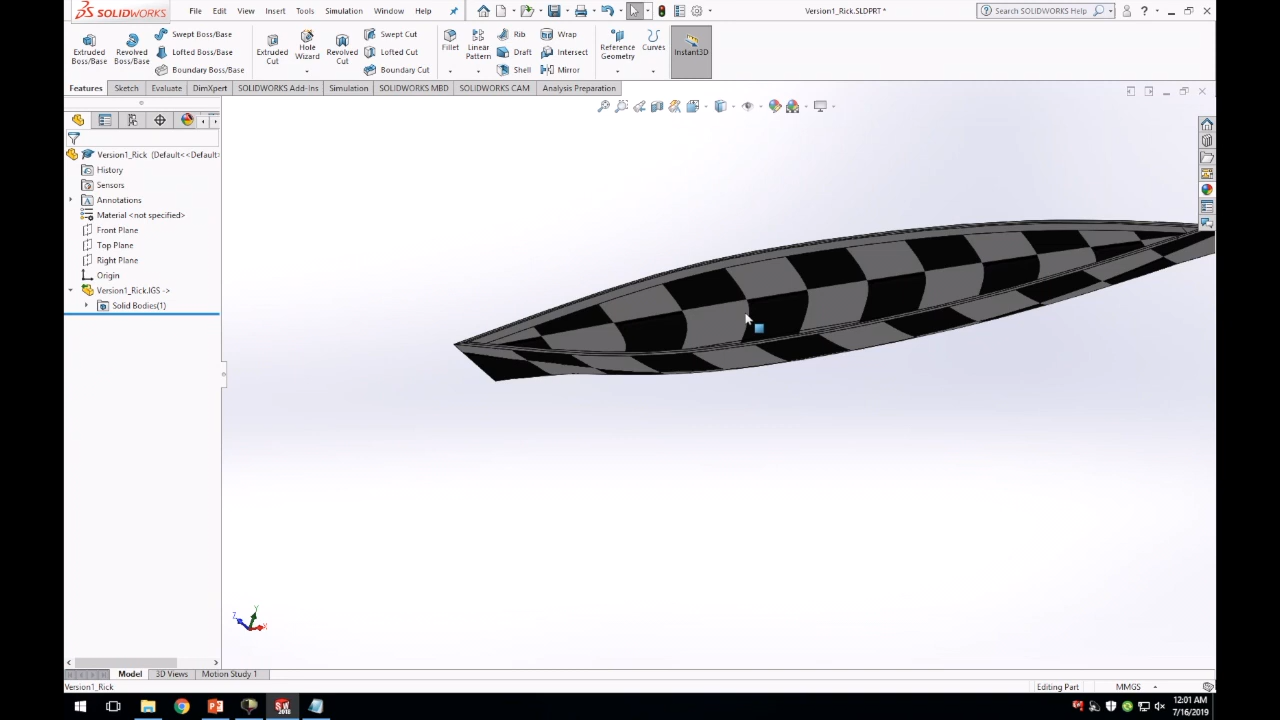 SOLIDWORKS File Edit View Insert Tools Simulation Window Help Version1_Rick.SLDPRT * Search SOLIDWORKS Help
Extruded Boss/Base
Revolved Boss/Base
Swept Boss/Base
Lofted Boss/Base
Boundary Boss/Base
Extruded Cut
Hole Wizard
Revolved Cut
Swept Cut
Lofted Cut
Boundary Cut
Fillet
Linear Pattern
Rib
Draft
Shell
Wrap
Intersect
Mirror
Reference Geometry
Curves
Instant3D
Features Sketch Evaluate DimXpert SOLIDWORKS Add-Ins Simulation SOLIDWORKS MBD SOLIDWORKS CAM Analysis Preparation
Version1_Rick (Default<<Default>
History
Sensors
Annotations
Material <not specified>
Front Plane
Top Plane
Right Plane
Origin
Version1_Rick.IGS ->
Solid Bodies(1)
Y
Z
X
Model 3D Views Motion Study 1
Version1_Rick Editing Part MMGS
SW
2018
12:01 AM
7/16/2019